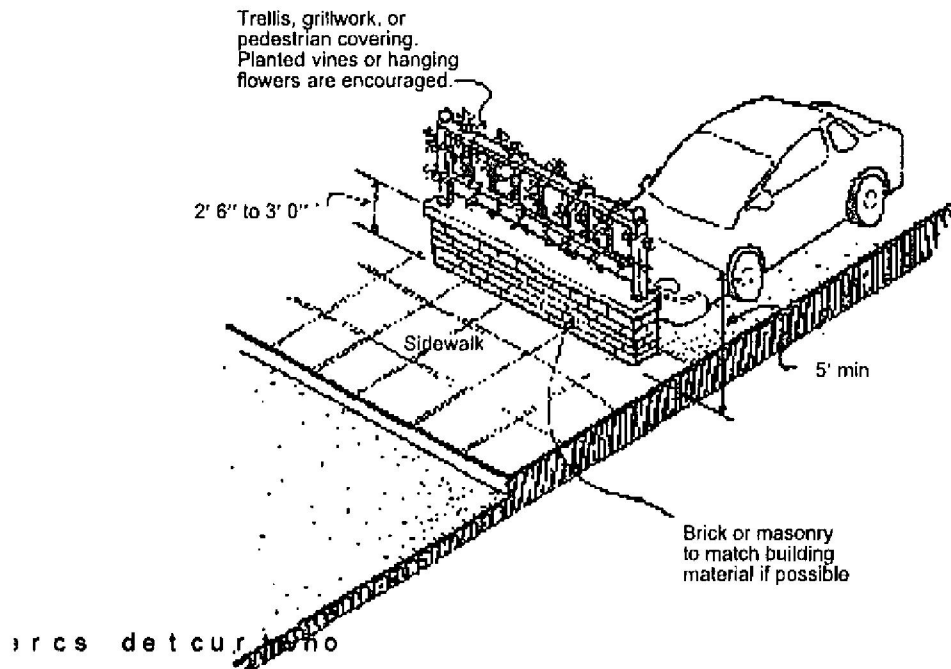 Trellis, grillwork, or
pedestrian covering.
Planted vines or hanging
flowers are encouraged.
2' 6" to 3' 0"
Sidewalk
5' min
Brick or masonry
to match building
material if possible